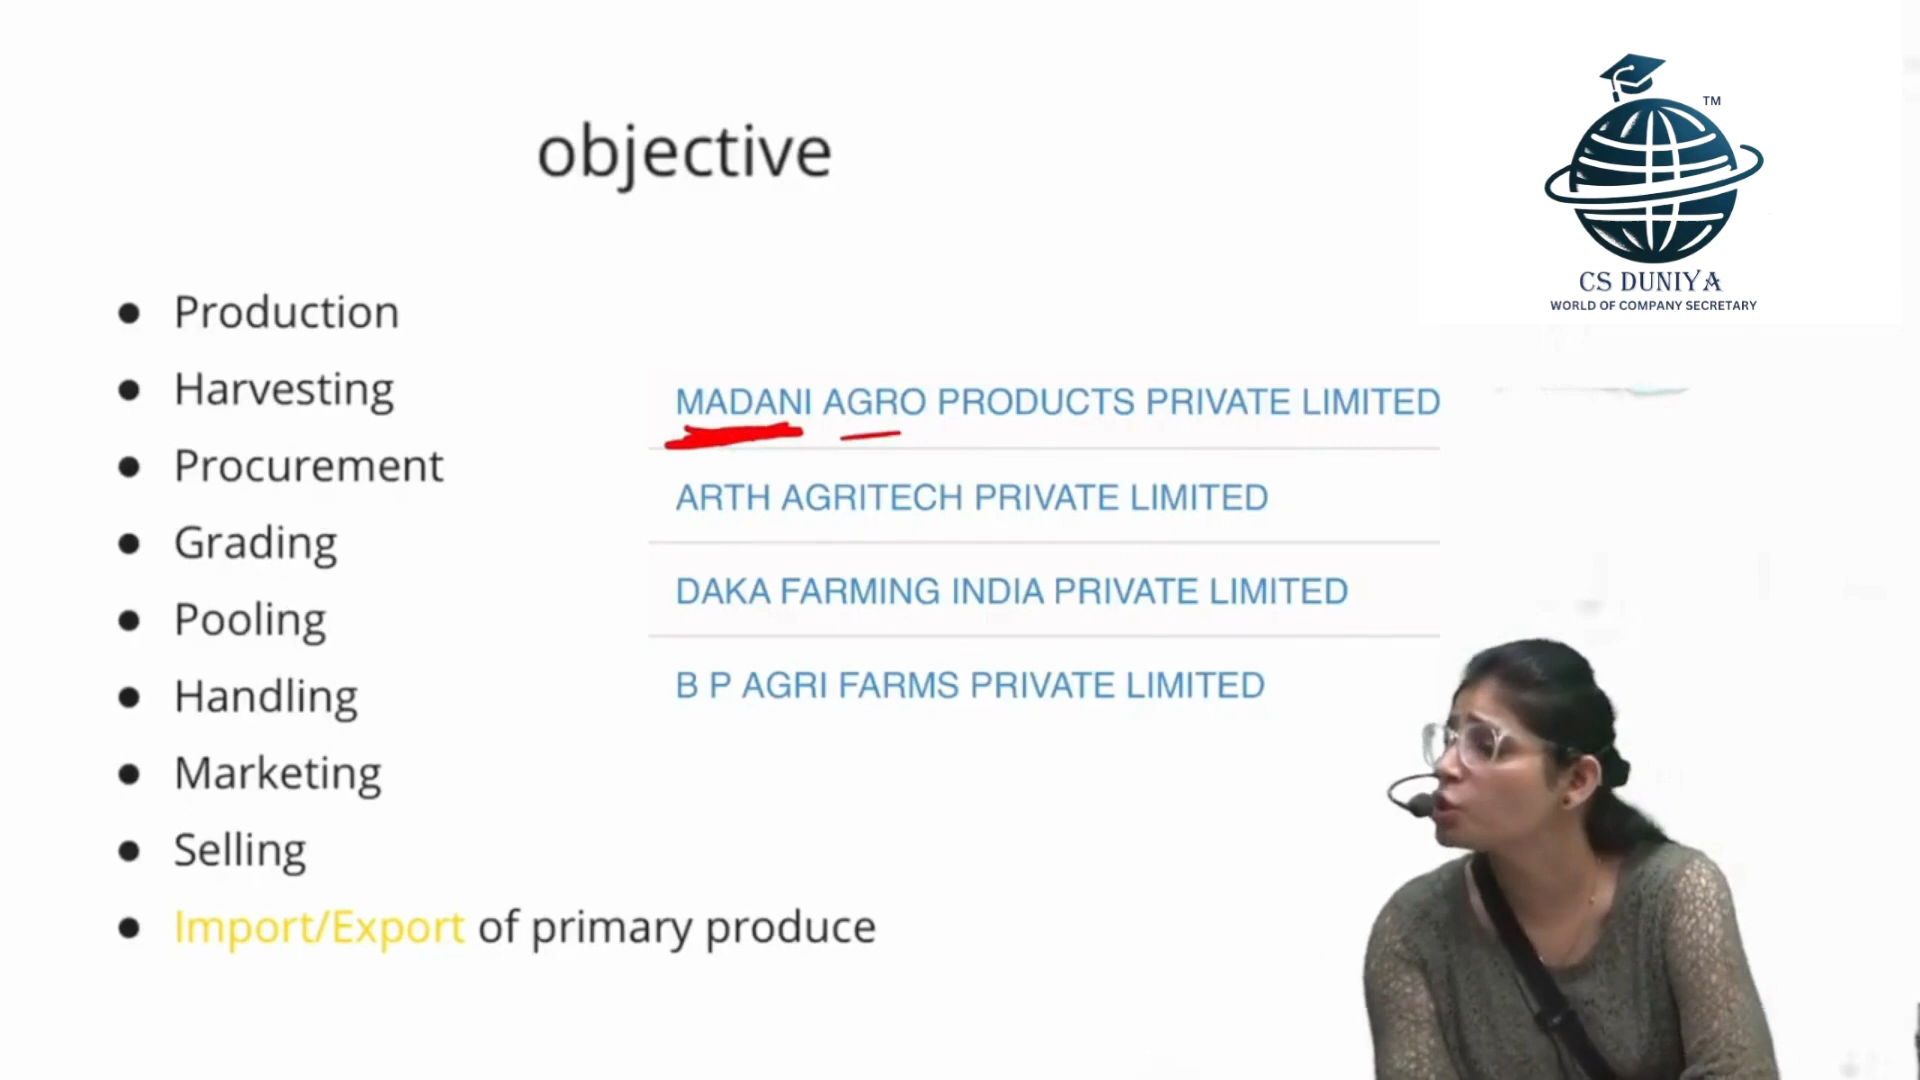 objective
Production
Harvesting
Procurement
Grading
Pooling
Handling
Marketing
Selling
Import/Export of primary produce
MADANI AGRO PRODUCTS PRIVATE LIMITED
ARTH AGRITECH PRIVATE LIMITED
DAKA FARMING INDIA PRIVATE LIMITED
B P AGRI FARMS PRIVATE LIMITED
TM
CS DUNIYA
WORLD OF COMPANY SECRETARY